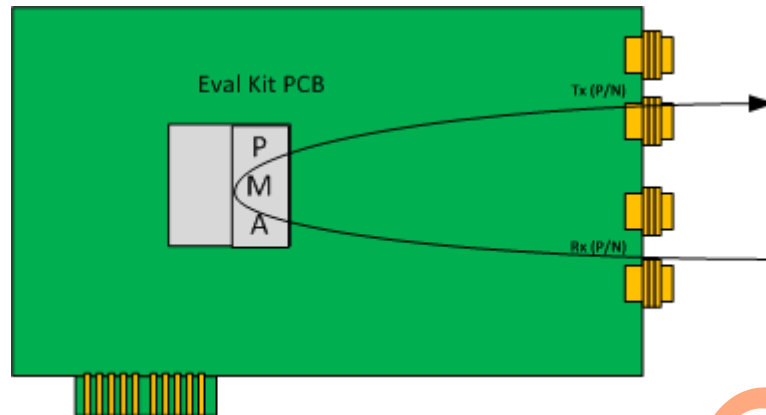 Eval Kit PCB
Tx (P/N)
P
M
A
Rx (P/N)